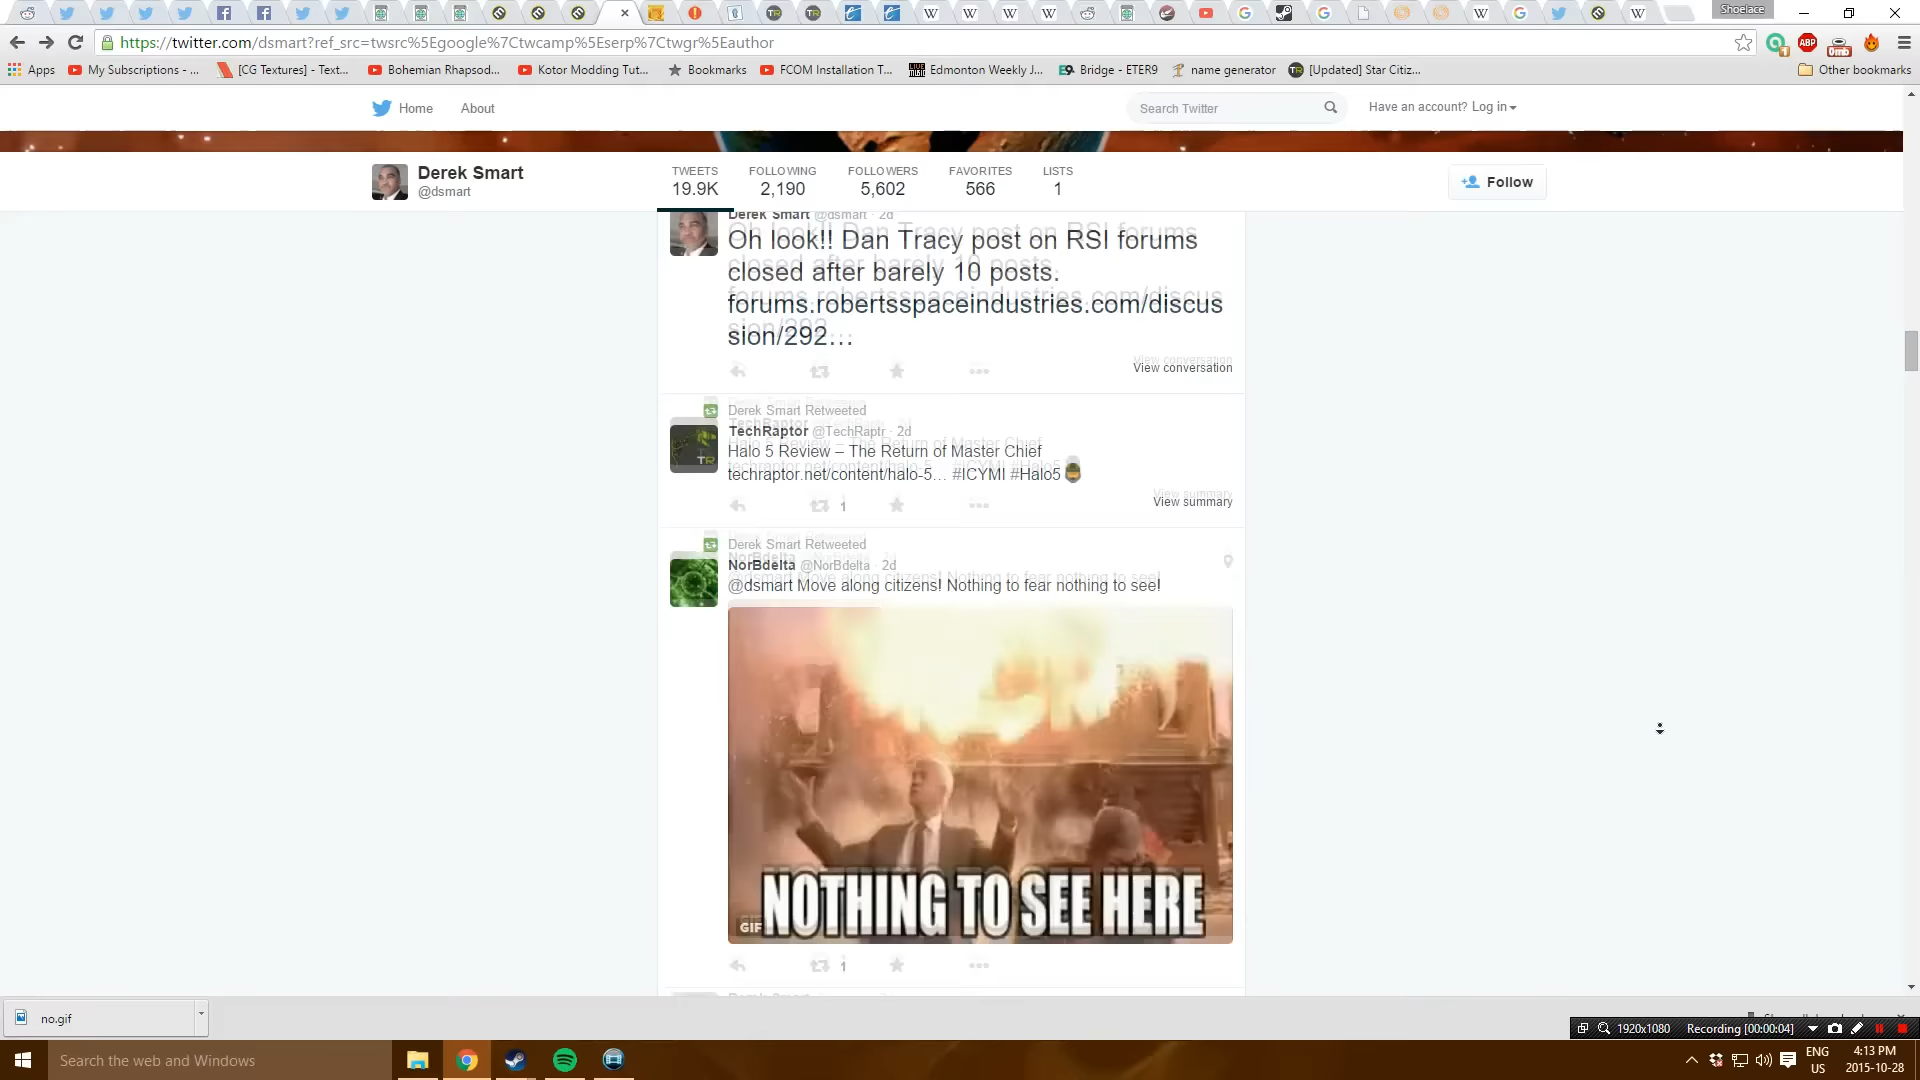 Shoelace
https://twitter.com/dsmart?ref_src=twsrc%5Egoogle%7Ctwcamp%5Eserp%7Ctwgr%5Eauthor
Apps
My Subscriptions - ...
[CG Textures] - Text...
Bohemian Rhapsod...
Kotor Modding Tut...
Bookmarks
FCOM Installation T...
Edmonton Weekly J...
Bridge - ETER9
name generator
[Updated] Star Citiz...
Other bookmarks
Home
About
Search Twitter
Have an account? Log in
Derek Smart
@dsmart
TWEETS
19.9K
FOLLOWING
2,190
FOLLOWERS
5,602
FAVORITES
566
LISTS
1
Follow
Derek Smart @dsmart · 2d
Oh look!! Dan Tracy post on RSI forums
closed after barely 10 posts.
forums.robertsspaceindustries.com/discus
sion/292…
View conversation
Derek Smart Retweeted
TechRaptor @TechRaptr · 2d
Halo 5 Review – The Return of Master Chief
techraptor.net/content/halo-5… #ICYMI #Halo5
1
View summary
Derek Smart Retweeted
NorBdelta @NorBdelta · 2d
@dsmart Move along citizens! Nothing to fear nothing to see!
NOTHING TO SEE HERE
GIF
1
no.gif
1920x1080
Recording [00:00:04]
Search the web and Windows
ENG
US
4:13 PM
2015-10-28